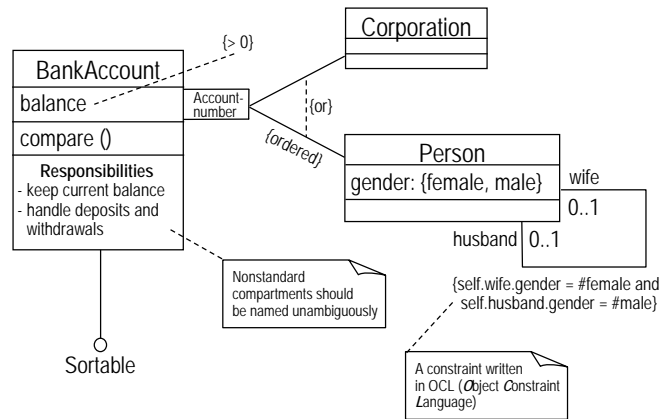 {> 0}
Corporation
BankAccount
balance
Account-
number
{or}
compare ()
{ordered}
Responsibilities
- keep current balance
- handle deposits and
withdrawals
Person
gender: {female, male}
wife
0..1
husband
0..1
Nonstandard
compartments should
be named unambiguously
{self.wife.gender = #female and
self.husband.gender = #male}
Sortable
A constraint written
in OCL (Object Constraint
Language)